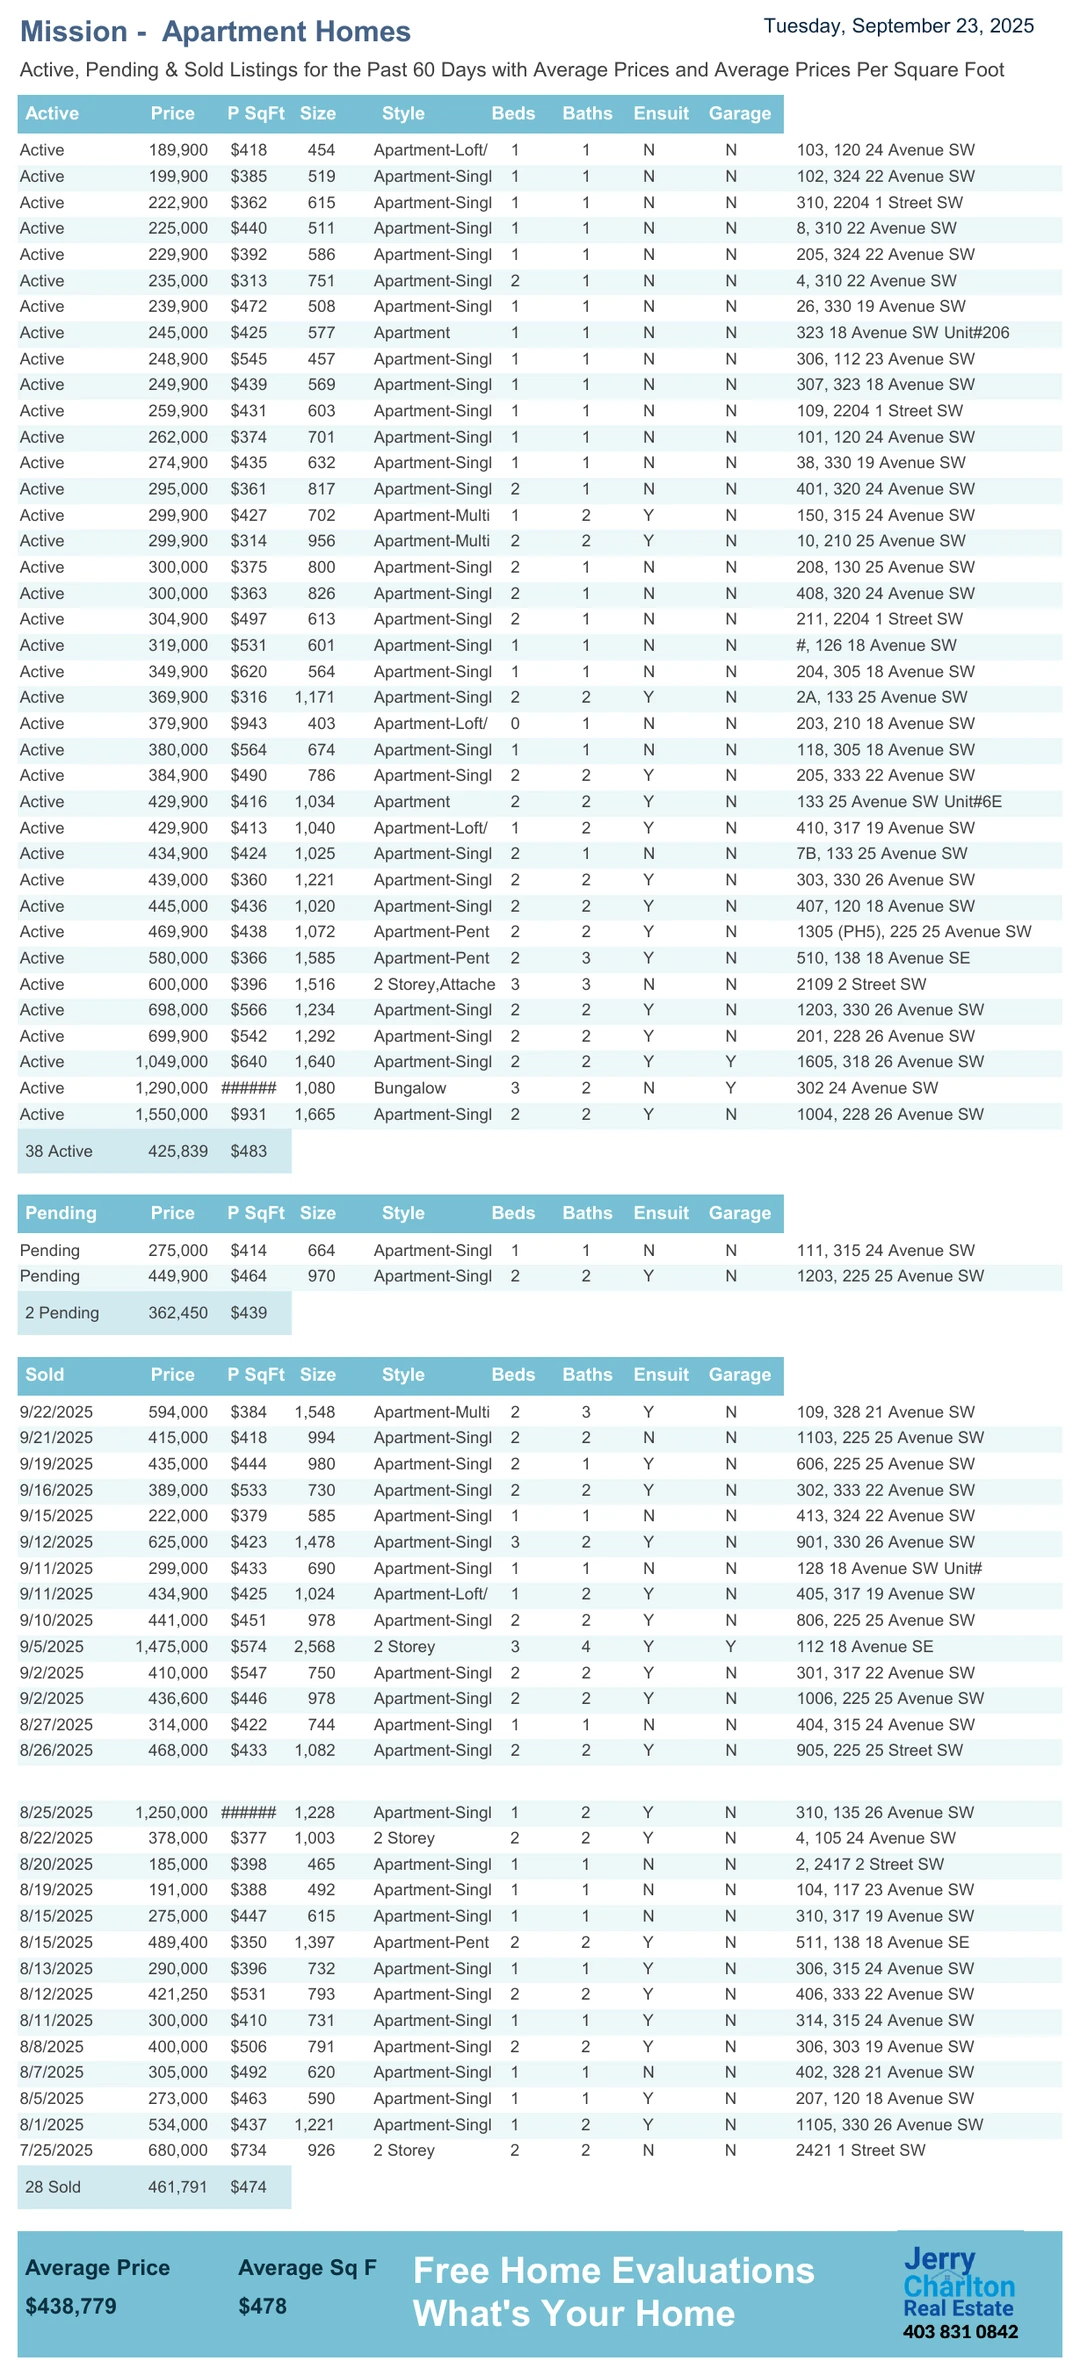 Mission -  Apartment Homes
Tuesday, September 23, 2025
Active, Pending & Sold Listings for the Past 60 Days with Average Prices and Average Prices Per Square Foot
Active Price P SqFt Size Style Beds Baths Ensuit Garage
Active 189,900 $418 454 Apartment-Loft/ 1 1 N N 103, 120 24 Avenue SW
Active 199,900 $385 519 Apartment-Singl 1 1 N N 102, 324 22 Avenue SW
Active 222,900 $362 615 Apartment-Singl 1 1 N N 310, 2204 1 Street SW
Active 225,000 $440 511 Apartment-Singl 1 1 N N 8, 310 22 Avenue SW
Active 229,900 $392 586 Apartment-Singl 1 1 N N 205, 324 22 Avenue SW
Active 235,000 $313 751 Apartment-Singl 2 1 N N 4, 310 22 Avenue SW
Active 239,900 $472 508 Apartment-Singl 1 1 N N 26, 330 19 Avenue SW
Active 245,000 $425 577 Apartment 1 1 N N 323 18 Avenue SW Unit#206
Active 248,900 $545 457 Apartment-Singl 1 1 N N 306, 112 23 Avenue SW
Active 249,900 $439 569 Apartment-Singl 1 1 N N 307, 323 18 Avenue SW
Active 259,900 $431 603 Apartment-Singl 1 1 N N 109, 2204 1 Street SW
Active 262,000 $374 701 Apartment-Singl 1 1 N N 101, 120 24 Avenue SW
Active 274,900 $435 632 Apartment-Singl 1 1 N N 38, 330 19 Avenue SW
Active 295,000 $361 817 Apartment-Singl 2 1 N N 401, 320 24 Avenue SW
Active 299,900 $427 702 Apartment-Multi 1 2 Y N 150, 315 24 Avenue SW
Active 299,900 $314 956 Apartment-Multi 2 2 Y N 10, 210 25 Avenue SW
Active 300,000 $375 800 Apartment-Singl 2 1 N N 208, 130 25 Avenue SW
Active 300,000 $363 826 Apartment-Singl 2 1 N N 408, 320 24 Avenue SW
Active 304,900 $497 613 Apartment-Singl 2 1 N N 211, 2204 1 Street SW
Active 319,000 $531 601 Apartment-Singl 1 1 N N #, 126 18 Avenue SW
Active 349,900 $620 564 Apartment-Singl 1 1 N N 204, 305 18 Avenue SW
Active 369,900 $316 1,171 Apartment-Singl 2 2 Y N 2A, 133 25 Avenue SW
Active 379,900 $943 403 Apartment-Loft/ 0 1 N N 203, 210 18 Avenue SW
Active 380,000 $564 674 Apartment-Singl 1 1 N N 118, 305 18 Avenue SW
Active 384,900 $490 786 Apartment-Singl 2 2 Y N 205, 333 22 Avenue SW
Active 429,900 $416 1,034 Apartment 2 2 Y N 133 25 Avenue SW Unit#6E
Active 429,900 $413 1,040 Apartment-Loft/ 1 2 Y N 410, 317 19 Avenue SW
Active 434,900 $424 1,025 Apartment-Singl 2 1 N N 7B, 133 25 Avenue SW
Active 439,000 $360 1,221 Apartment-Singl 2 2 Y N 303, 330 26 Avenue SW
Active 445,000 $436 1,020 Apartment-Singl 2 2 Y N 407, 120 18 Avenue SW
Active 469,900 $438 1,072 Apartment-Pent 2 2 Y N 1305 (PH5), 225 25 Avenue SW
Active 580,000 $366 1,585 Apartment-Pent 2 3 Y N 510, 138 18 Avenue SE
Active 600,000 $396 1,516 2 Storey,Attache 3 3 N N 2109 2 Street SW
Active 698,000 $566 1,234 Apartment-Singl 2 2 Y N 1203, 330 26 Avenue SW
Active 699,900 $542 1,292 Apartment-Singl 2 2 Y N 201, 228 26 Avenue SW
Active 1,049,000 $640 1,640 Apartment-Singl 2 2 Y Y 1605, 318 26 Avenue SW
Active 1,290,000 ###### 1,080 Bungalow 3 2 N Y 302 24 Avenue SW
Active 1,550,000 $931 1,665 Apartment-Singl 2 2 Y N 1004, 228 26 Avenue SW
38 Active 425,839 $483
Pending Price P SqFt Size Style Beds Baths Ensuit Garage
Pending 275,000 $414 664 Apartment-Singl 1 1 N N 111, 315 24 Avenue SW
Pending 449,900 $464 970 Apartment-Singl 2 2 Y N 1203, 225 25 Avenue SW
2 Pending 362,450 $439
Sold Price P SqFt Size Style Beds Baths Ensuit Garage
9/22/2025 594,000 $384 1,548 Apartment-Multi 2 3 Y N 109, 328 21 Avenue SW
9/21/2025 415,000 $418 994 Apartment-Singl 2 2 N N 1103, 225 25 Avenue SW
9/19/2025 435,000 $444 980 Apartment-Singl 2 1 Y N 606, 225 25 Avenue SW
9/16/2025 389,000 $533 730 Apartment-Singl 2 2 Y N 302, 333 22 Avenue SW
9/15/2025 222,000 $379 585 Apartment-Singl 1 1 N N 413, 324 22 Avenue SW
9/12/2025 625,000 $423 1,478 Apartment-Singl 3 2 Y N 901, 330 26 Avenue SW
9/11/2025 299,000 $433 690 Apartment-Singl 1 1 N N 128 18 Avenue SW Unit#
9/11/2025 434,900 $425 1,024 Apartment-Loft/ 1 2 Y N 405, 317 19 Avenue SW
9/10/2025 441,000 $451 978 Apartment-Singl 2 2 Y N 806, 225 25 Avenue SW
9/5/2025 1,475,000 $574 2,568 2 Storey 3 4 Y Y 112 18 Avenue SE
9/2/2025 410,000 $547 750 Apartment-Singl 2 2 Y N 301, 317 22 Avenue SW
9/2/2025 436,600 $446 978 Apartment-Singl 2 2 Y N 1006, 225 25 Avenue SW
8/27/2025 314,000 $422 744 Apartment-Singl 1 1 N N 404, 315 24 Avenue SW
8/26/2025 468,000 $433 1,082 Apartment-Singl 2 2 Y N 905, 225 25 Street SW
8/25/2025 1,250,000 ###### 1,228 Apartment-Singl 1 2 Y N 310, 135 26 Avenue SW
8/22/2025 378,000 $377 1,003 2 Storey 2 2 Y N 4, 105 24 Avenue SW
8/20/2025 185,000 $398 465 Apartment-Singl 1 1 N N 2, 2417 2 Street SW
8/19/2025 191,000 $388 492 Apartment-Singl 1 1 N N 104, 117 23 Avenue SW
8/15/2025 275,000 $447 615 Apartment-Singl 1 1 N N 310, 317 19 Avenue SW
8/15/2025 489,400 $350 1,397 Apartment-Pent 2 2 Y N 511, 138 18 Avenue SE
8/13/2025 290,000 $396 732 Apartment-Singl 1 1 Y N 306, 315 24 Avenue SW
8/12/2025 421,250 $531 793 Apartment-Singl 2 2 Y N 406, 333 22 Avenue SW
8/11/2025 300,000 $410 731 Apartment-Singl 1 1 Y N 314, 315 24 Avenue SW
8/8/2025 400,000 $506 791 Apartment-Singl 2 2 Y N 306, 303 19 Avenue SW
8/7/2025 305,000 $492 620 Apartment-Singl 1 1 N N 402, 328 21 Avenue SW
8/5/2025 273,000 $463 590 Apartment-Singl 1 1 Y N 207, 120 18 Avenue SW
8/1/2025 534,000 $437 1,221 Apartment-Singl 1 2 Y N 1105, 330 26 Avenue SW
7/25/2025 680,000 $734 926 2 Storey 2 2 N N 2421 1 Street SW
28 Sold 461,791 $474
Average Price Average Sq F
$438,779 $478
Free Home Evaluations
What's Your Home
Jerry
Charlton
Real Estate
403 831 0842